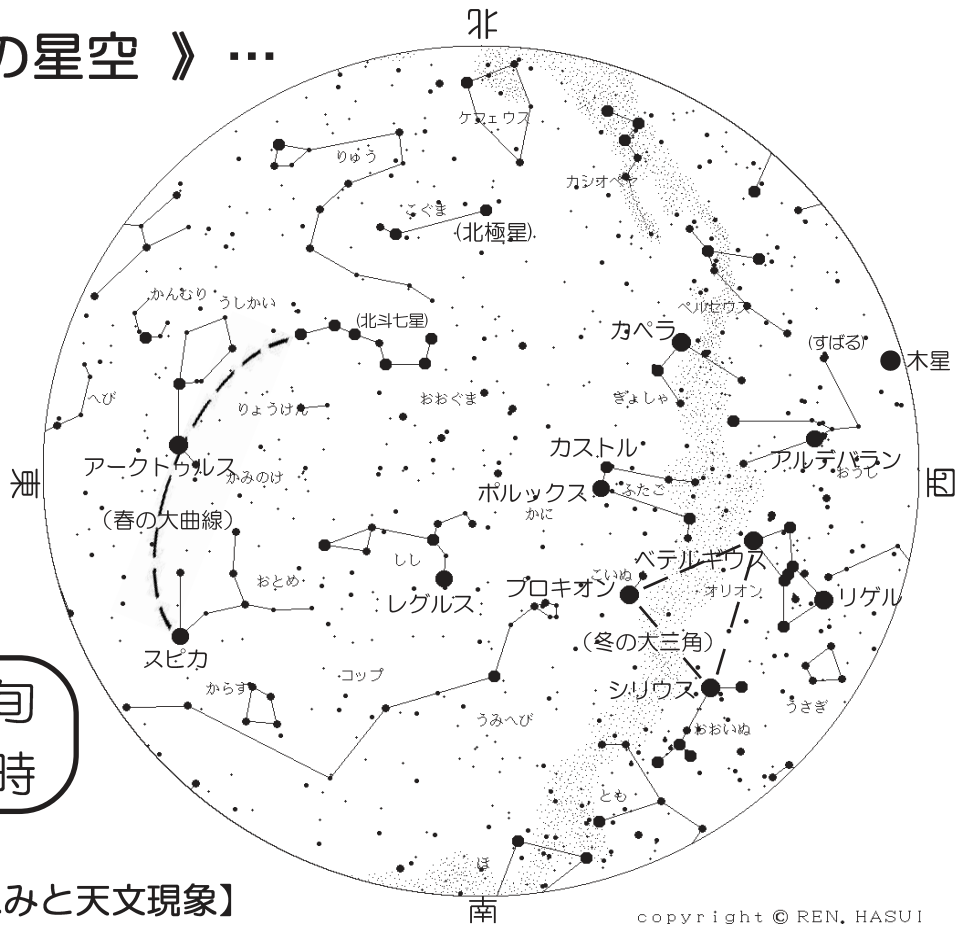 の星空 》 …
北
ケフェウス
りゅう
カシオペヤ
こぐま
(北極星)
かんむり
うしかい
(北斗七星)
ペルセウス
カペラ
(すばる)
木星
へび
りょうけん
おおぐま
ぎょしゃ
カストル
アークトゥルス
かみのけ
アルデバラン
おうし
東
西
ポルックス
ふたご
かに
(春の大曲線)
しし
ベテルギウス
おとめ
レグルス
プロキオン
こいぬ
オリオン
リゲル
スピカ
(冬の大三角)
からす
コップ
シリウス
うさぎ
うみへび
おおいぬ
旬
時
とも
ほ
みと天文現象】
南
copyright © REN. HASUI